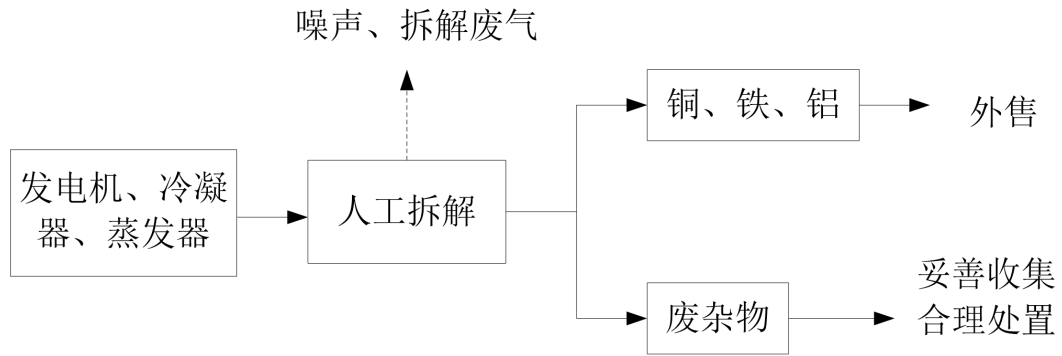 噪声、拆解废气
铜、铁、铝
外售
发电机、冷凝
器、蒸发器
人工拆解
废杂物
妥善收集
合理处置